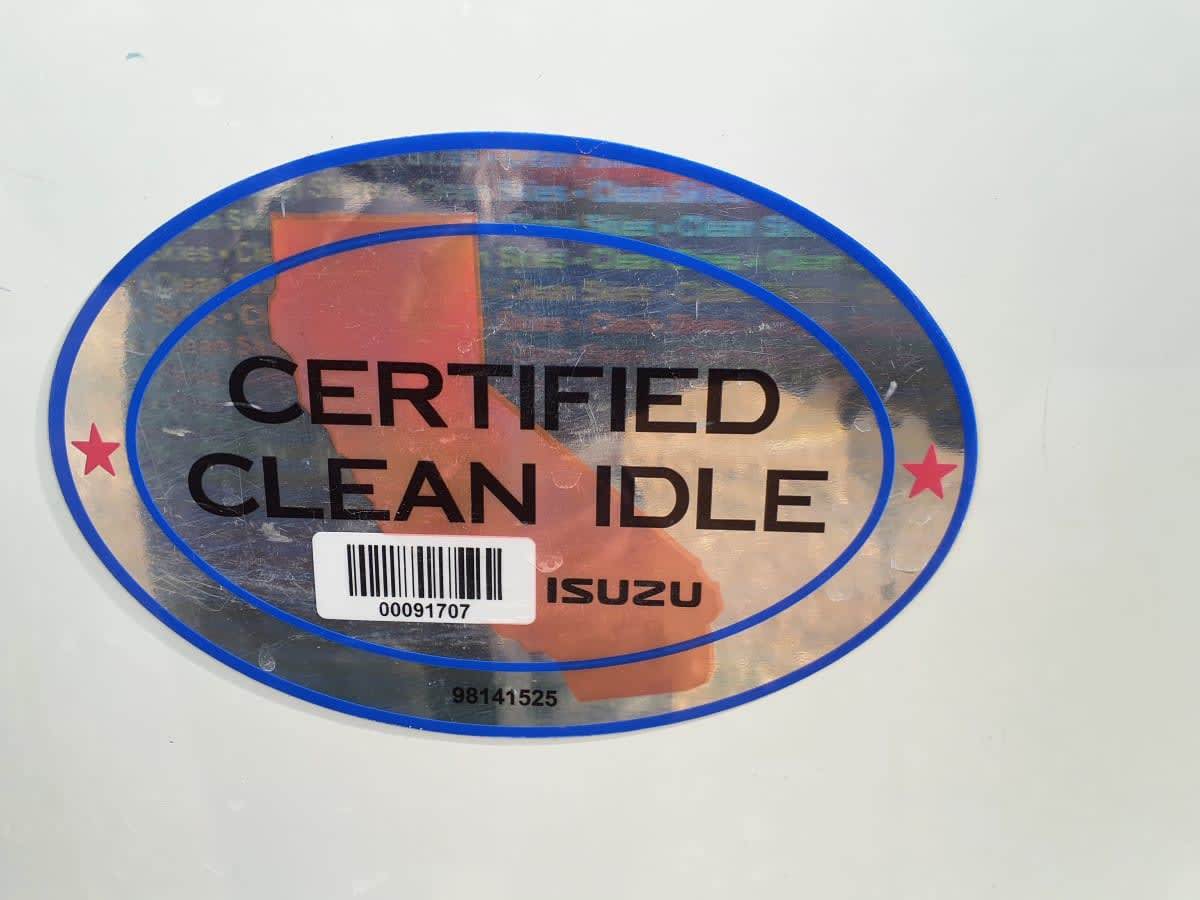 CERTIFIED
CLEAN IDLE
00091707
ISUZU
98141525